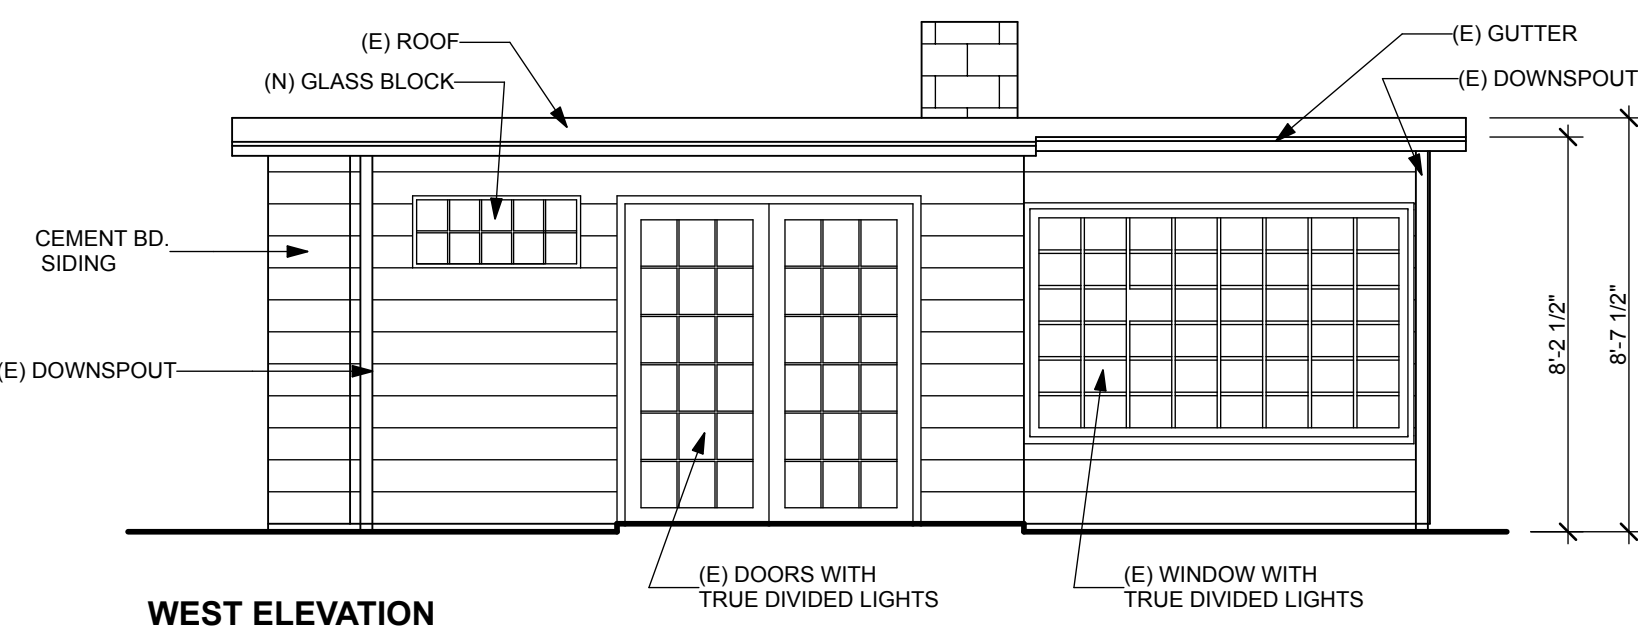 (E) ROOF
(N) GLASS BLOCK
(E) GUTTER
(E) DOWNSPOUT
CEMENT BD.
SIDING
(E) DOWNSPOUT
8'-2 1/2"
8'-7 1/2"
(E) DOORS WITH
TRUE DIVIDED LIGHTS
(E) WINDOW WITH
TRUE DIVIDED LIGHTS
WEST ELEVATION